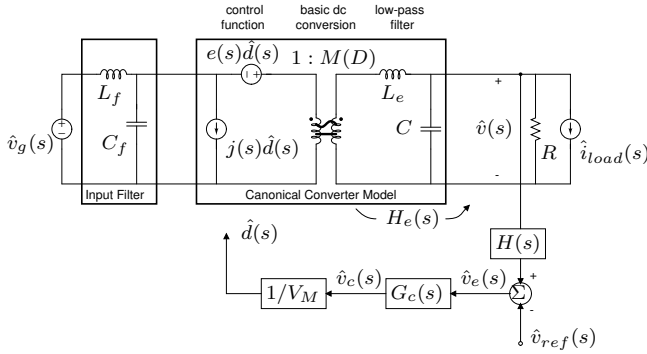 control function
basic dc conversion
low-pass filter
e(s)d̂(s)
1 : M(D)
L_f
L_e
C_f
C
v̂_g(s)
j(s)d̂(s)
+
v̂(s)
-
R
î_load(s)
Input Filter
Canonical Converter Model
H_e(s)
d̂(s)
H(s)
v̂_c(s)
v̂_e(s)
+
1/V_M
G_c(s)
Σ
-
v̂_ref(s)